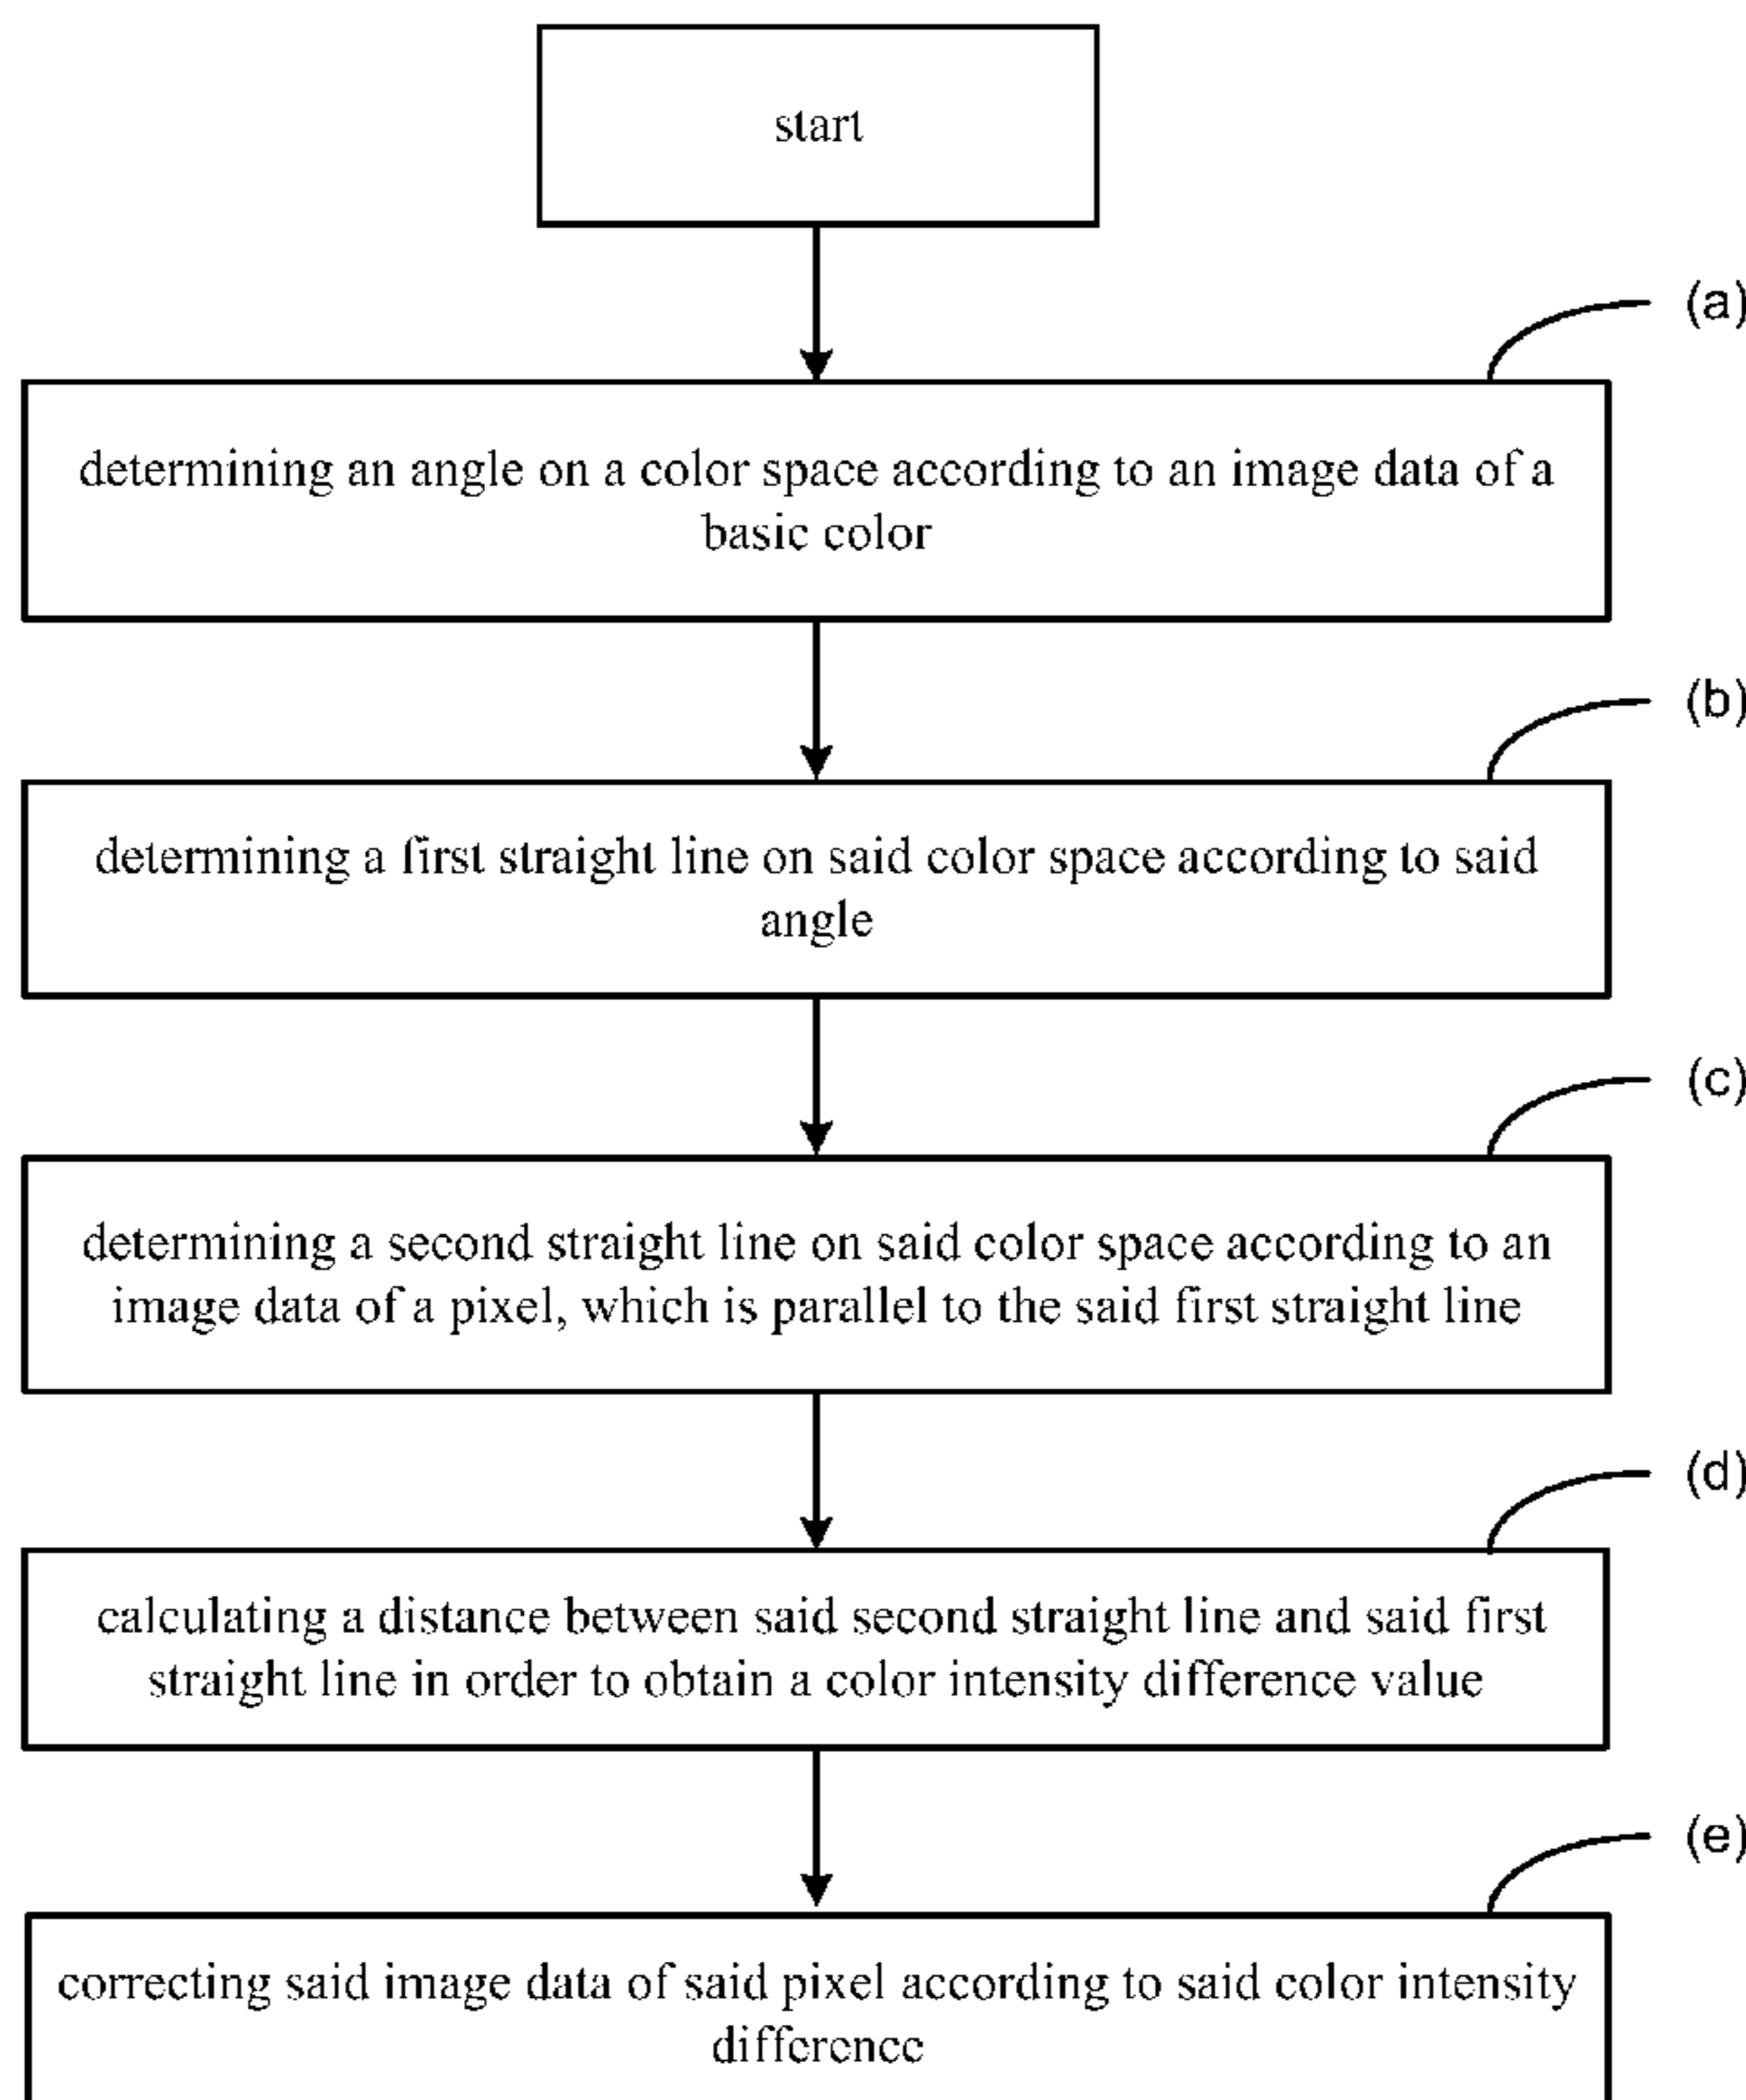 start
(a)
determining an angle on a color space according to an image data of a
basic color
(b)
determining a first straight line on said color space according to said
angle
(c)
determining a second straight line on said color space according to an
image data of a pixel, which is parallel to the said first straight line
(d)
calculating a distance between said second straight line and said first
straight line in order to obtain a color intensity difference value
(e)
correcting said image data of said pixel according to said color intensity
difference